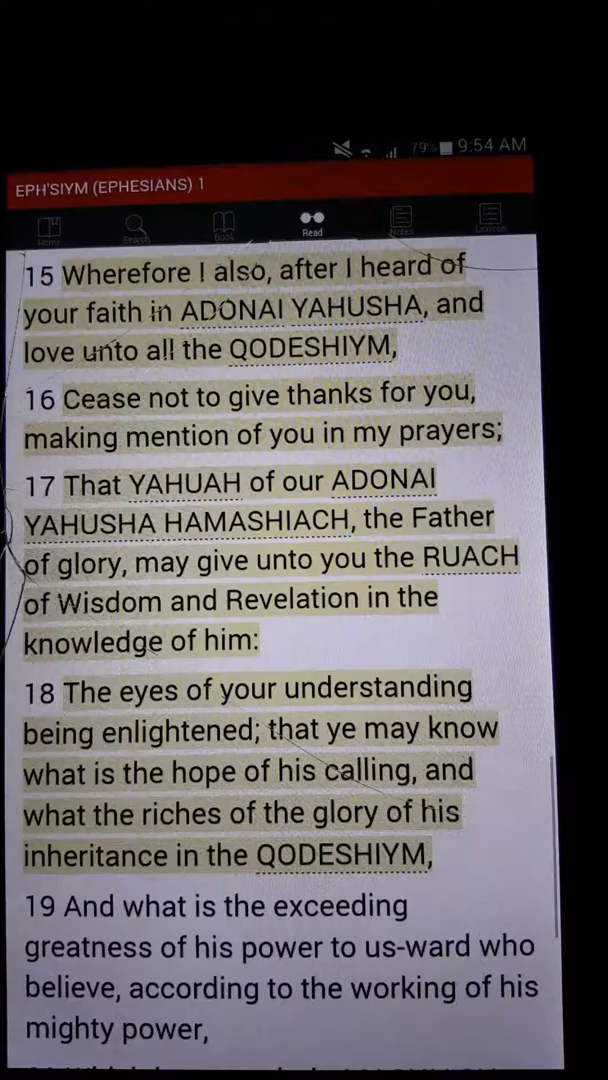 79% 9:54 AM
EPH'SIYM (EPHESIANS) 1
Home Search Book Read Notes Lexicon
15 Wherefore I also, after I heard of
your faith in ADONAI YAHUSHA, and
love unto all the QODESHIYM,
16 Cease not to give thanks for you,
making mention of you in my prayers;
17 That YAHUAH of our ADONAI
YAHUSHA HAMASHIACH, the Father
of glory, may give unto you the RUACH
of Wisdom and Revelation in the
knowledge of him:
18 The eyes of your understanding
being enlightened; that ye may know
what is the hope of his calling, and
what the riches of the glory of his
inheritance in the QODESHIYM,
19 And what is the exceeding
greatness of his power to us-ward who
believe, according to the working of his
mighty power,